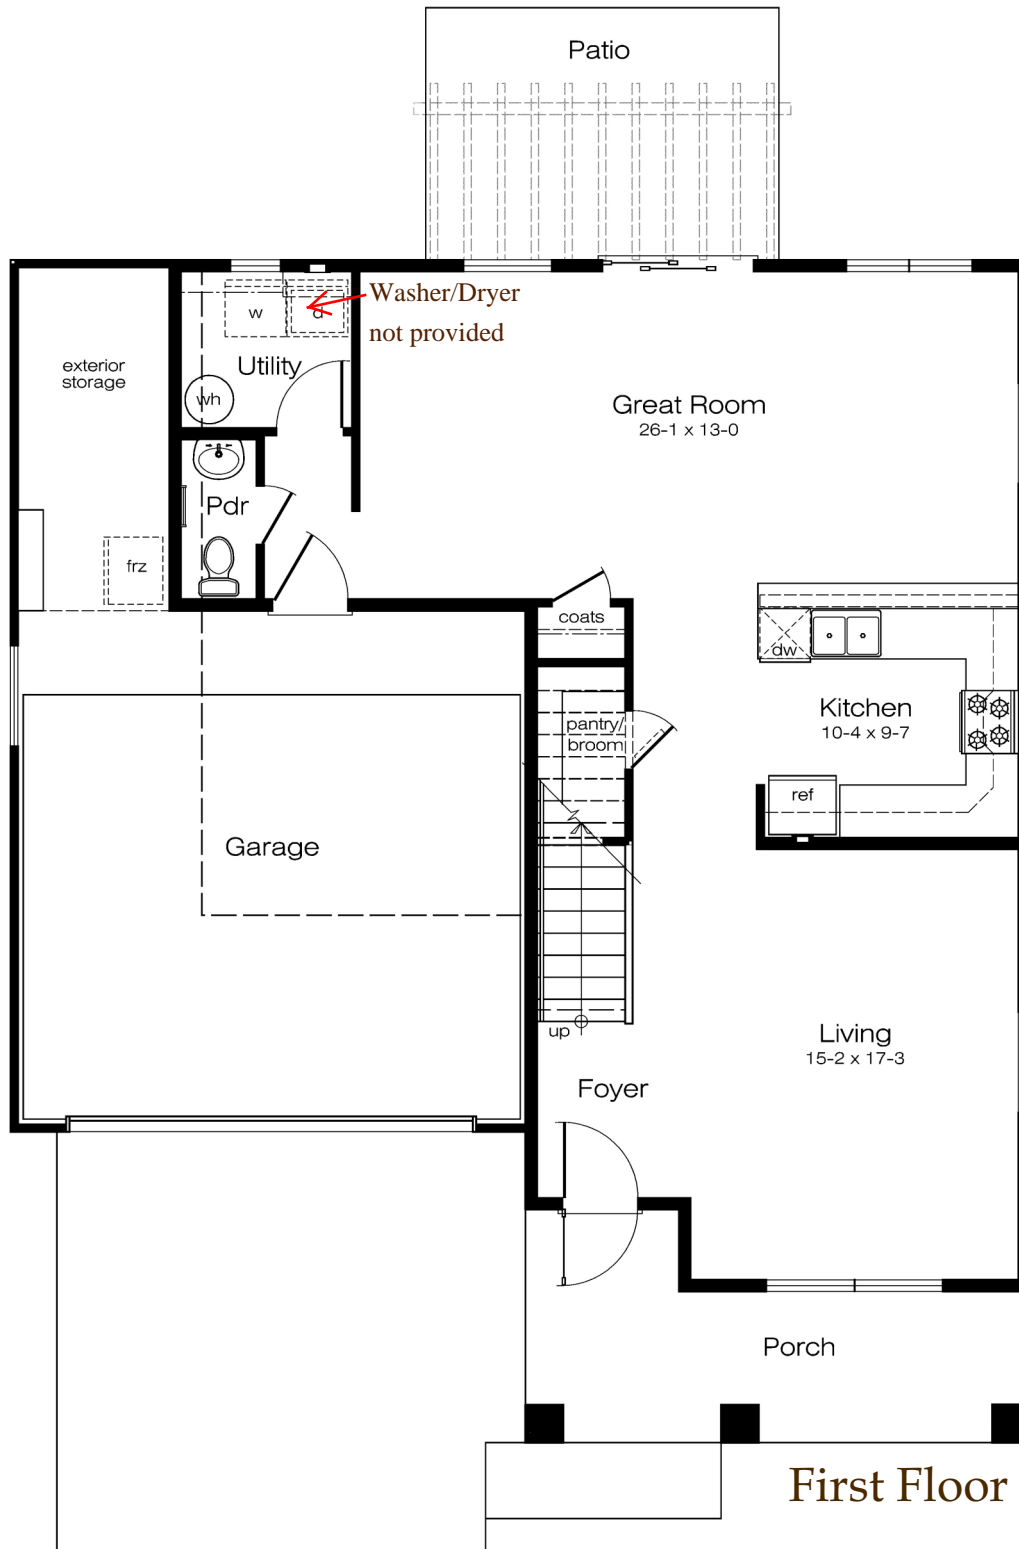 Patio
Washer/Dryer
not provided
w
d
exterior
storage
Utility
wh
Great Room
26-1 x 13-0
Pdr
frz
coats
dw
pantry/
broom
Kitchen
10-4 x 9-7
ref
Garage
up
Living
15-2 x 17-3
Foyer
Porch
First Floor